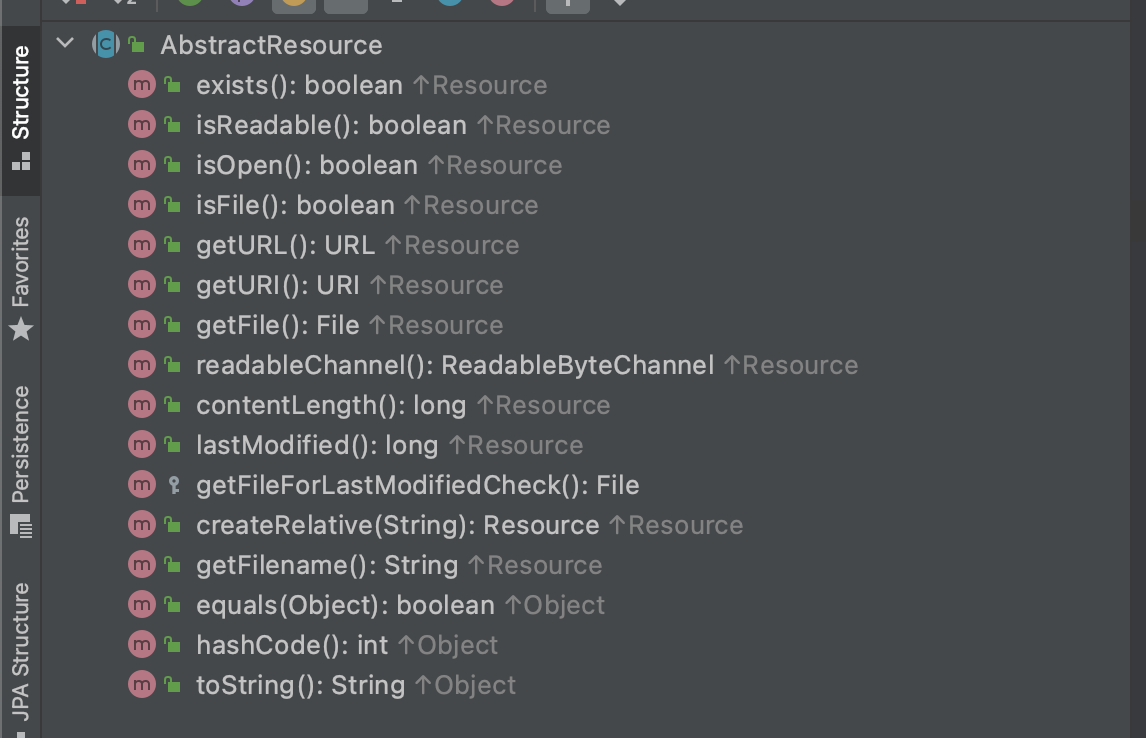 AbstractResource
exists(): boolean ↑Resource
isReadable(): boolean ↑Resource
isOpen(): boolean ↑Resource
isFile(): boolean ↑Resource
getURL(): URL ↑Resource
getURI(): URI ↑Resource
getFile(): File ↑Resource
readableChannel(): ReadableByteChannel ↑Resource
contentLength(): long ↑Resource
lastModified(): long ↑Resource
getFileForLastModifiedCheck(): File
createRelative(String): Resource ↑Resource
getFilename(): String ↑Resource
equals(Object): boolean ↑Object
hashCode(): int ↑Object
toString(): String ↑Object
Structure
Favorites
Persistence
JPA Structure